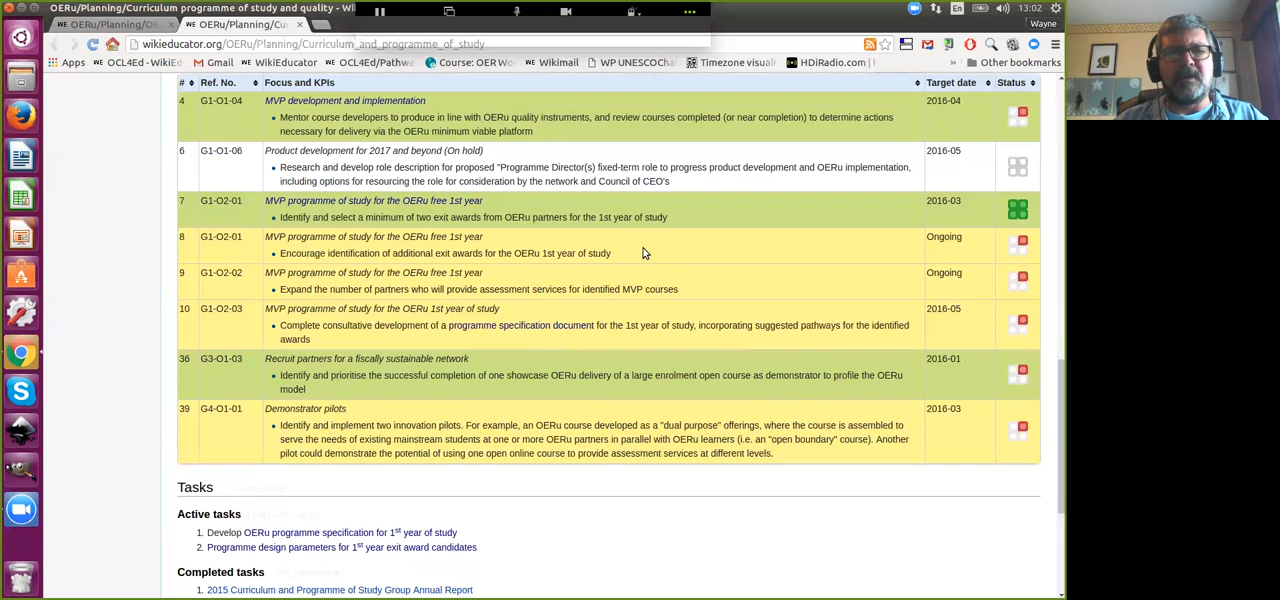 OERu/Planning/Curriculum programme of study and quality — Wi
En
13:02
WE OERu/Planning/OE
WE OERu/Planning/Cu
Wayne
wikieducator.org/OERu/Planning/Curriculum_and_programme_of_study
Apps
WE OCL4Ed - WikiEd
Gmail
WE WikiEducator
OCL4Ed/Pathw
Course: OER Wo
Wikimail
WP UNESCOChai
Timezone visuali
HDiRadio.com |
»
Other bookmarks
# Ref. No. Focus and KPIs Target date Status
4 G1-O1-04 MVP development and implementation 2016-04
• Mentor course developers to produce in line with OERu quality instruments, and review courses completed (or near completion) to determine actions
necessary for delivery via the OERu minimum viable platform
6 G1-O1-06 Product development for 2017 and beyond (On hold) 2016-05
• Research and develop role description for proposed "Programme Director(s) fixed-term role to progress product development and OERu implementation,
including options for resourcing the role for consideration by the network and Council of CEO's
7 G1-O2-01 MVP programme of study for the OERu free 1st year 2016-03
• Identify and select a minimum of two exit awards from OERu partners for the 1st year of study
8 G1-O2-01 MVP programme of study for the OERu free 1st year Ongoing
• Encourage identification of additional exit awards for the OERu 1st year of study
9 G1-O2-02 MVP programme of study for the OERu free 1st year Ongoing
• Expand the number of partners who will provide assessment services for identified MVP courses
10 G1-O2-03 MVP programme of study for the OERu 1st year of study 2016-05
• Complete consultative development of a programme specification document for the 1st year of study, incorporating suggested pathways for the identified
awards
36 G3-O1-03 Recruit partners for a fiscally sustainable network 2016-01
• Identify and prioritise the successful completion of one showcase OERu delivery of a large enrolment open course as demonstrator to profile the OERu
model
39 G4-O1-01 Demonstrator pilots 2016-03
• Identify and implement two innovation pilots. For example, an OERu course developed as a "dual purpose" offerings, where the course is assembled to
serve the needs of existing mainstream students at one or more OERu partners in parallel with OERu learners (i.e. an "open boundary" course). Another
pilot could demonstrate the potential of using one open online course to provide assessment services at different levels.
Tasks
Active tasks
1. Develop OERu programme specification for 1st year of study
2. Programme design parameters for 1st year exit award candidates
Completed tasks
1. 2015 Curriculum and Programme of Study Group Annual Report